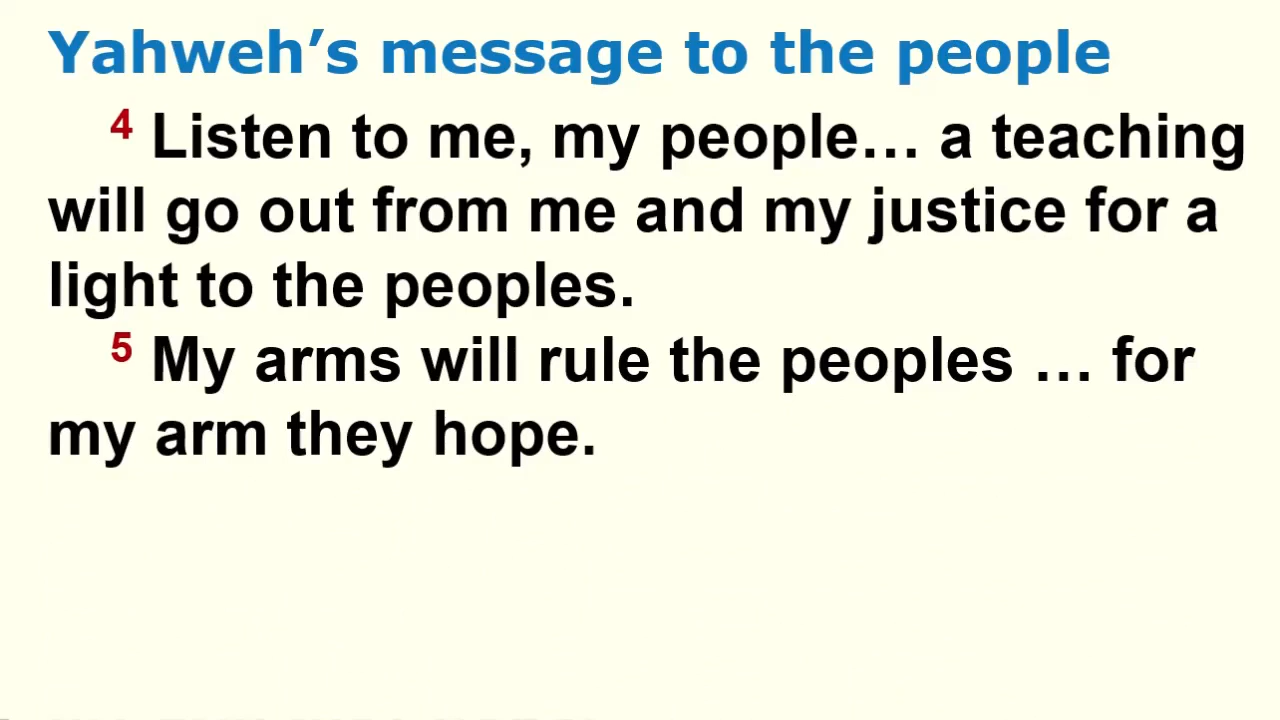 Yahweh’s message to the people
4 Listen to me, my people… a teaching
will go out from me and my justice for a
light to the peoples.
5 My arms will rule the peoples … for
my arm they hope.